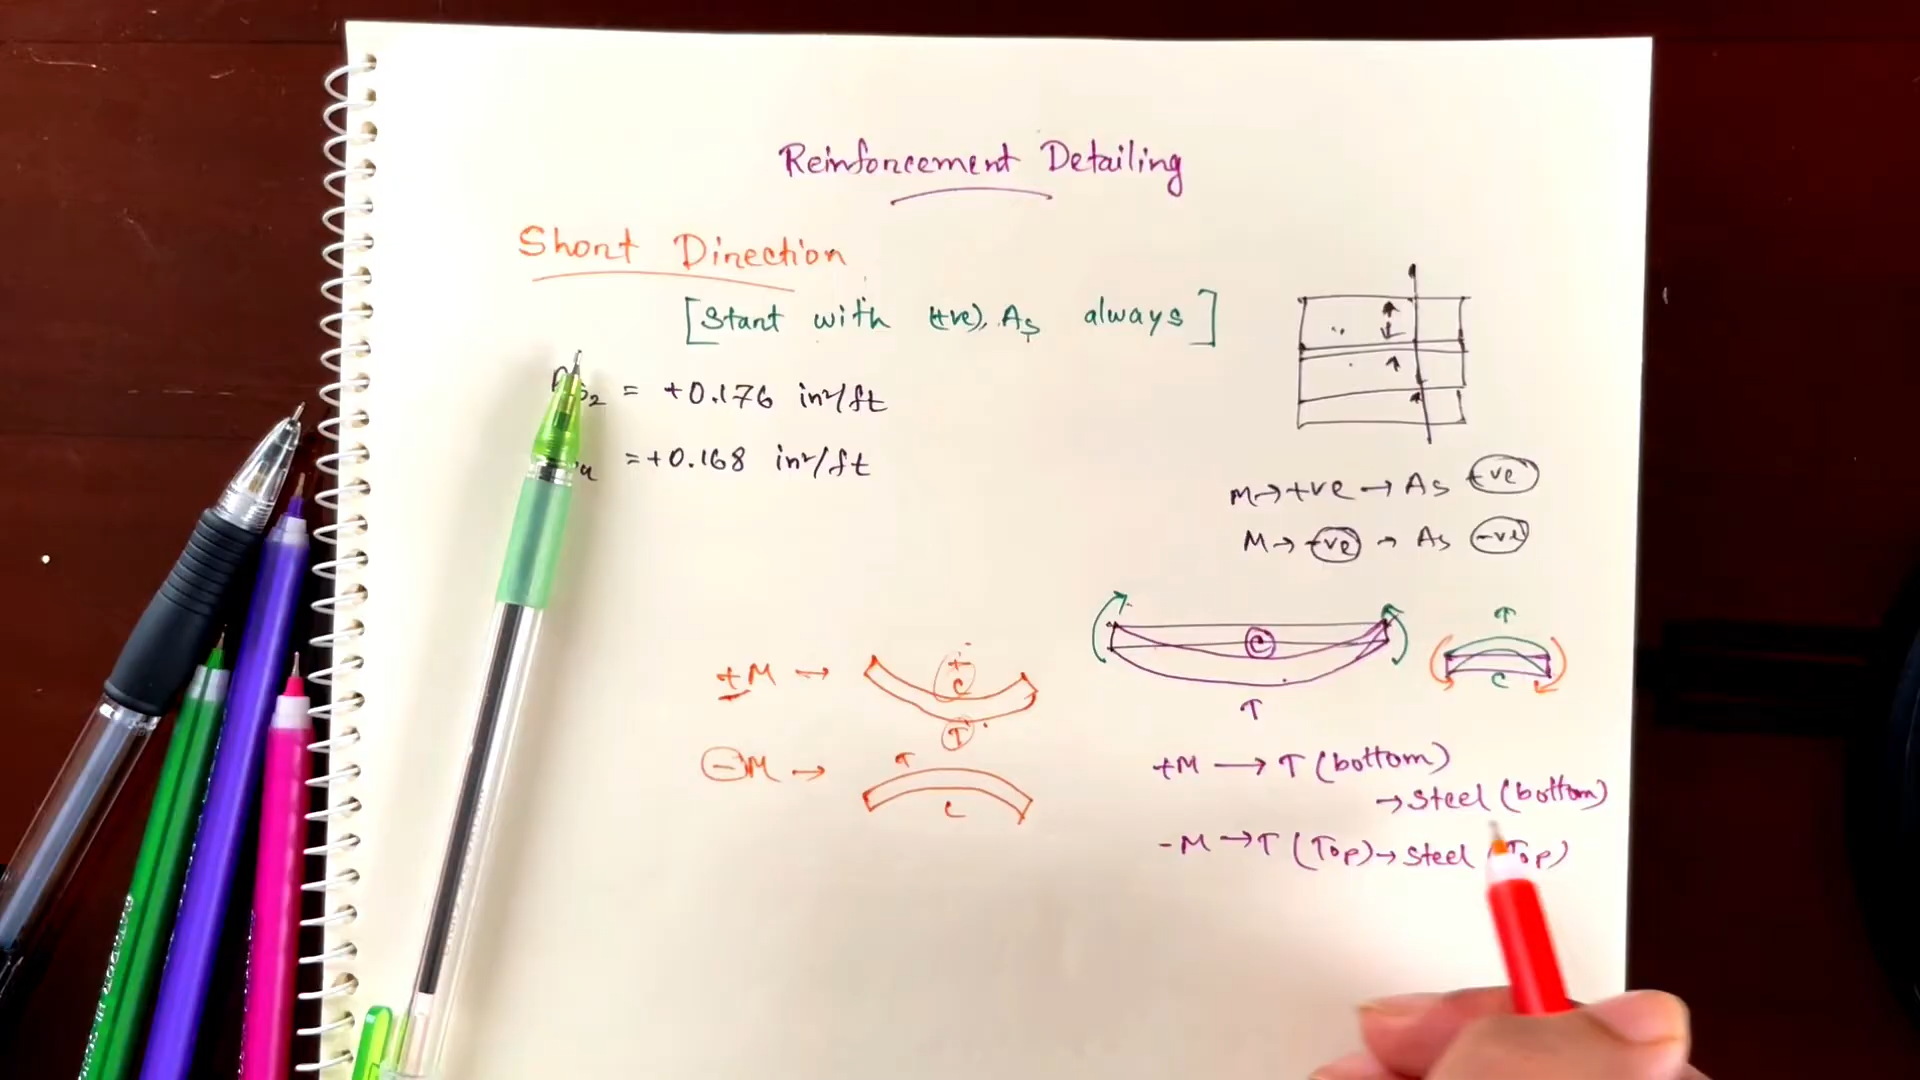 Reinforcement Detailing
Short Direction
[Start with (+ve) As always]
= +0.176 in²/ft
= +0.168 in²/ft
M → +ve → As +ve
M → -ve → As -ve
+M →
+
C
T
-M →
T
C
C
T
T
C
+M → T (bottom)
→ Steel (bottom)
-M → T (Top) → Steel (Top)